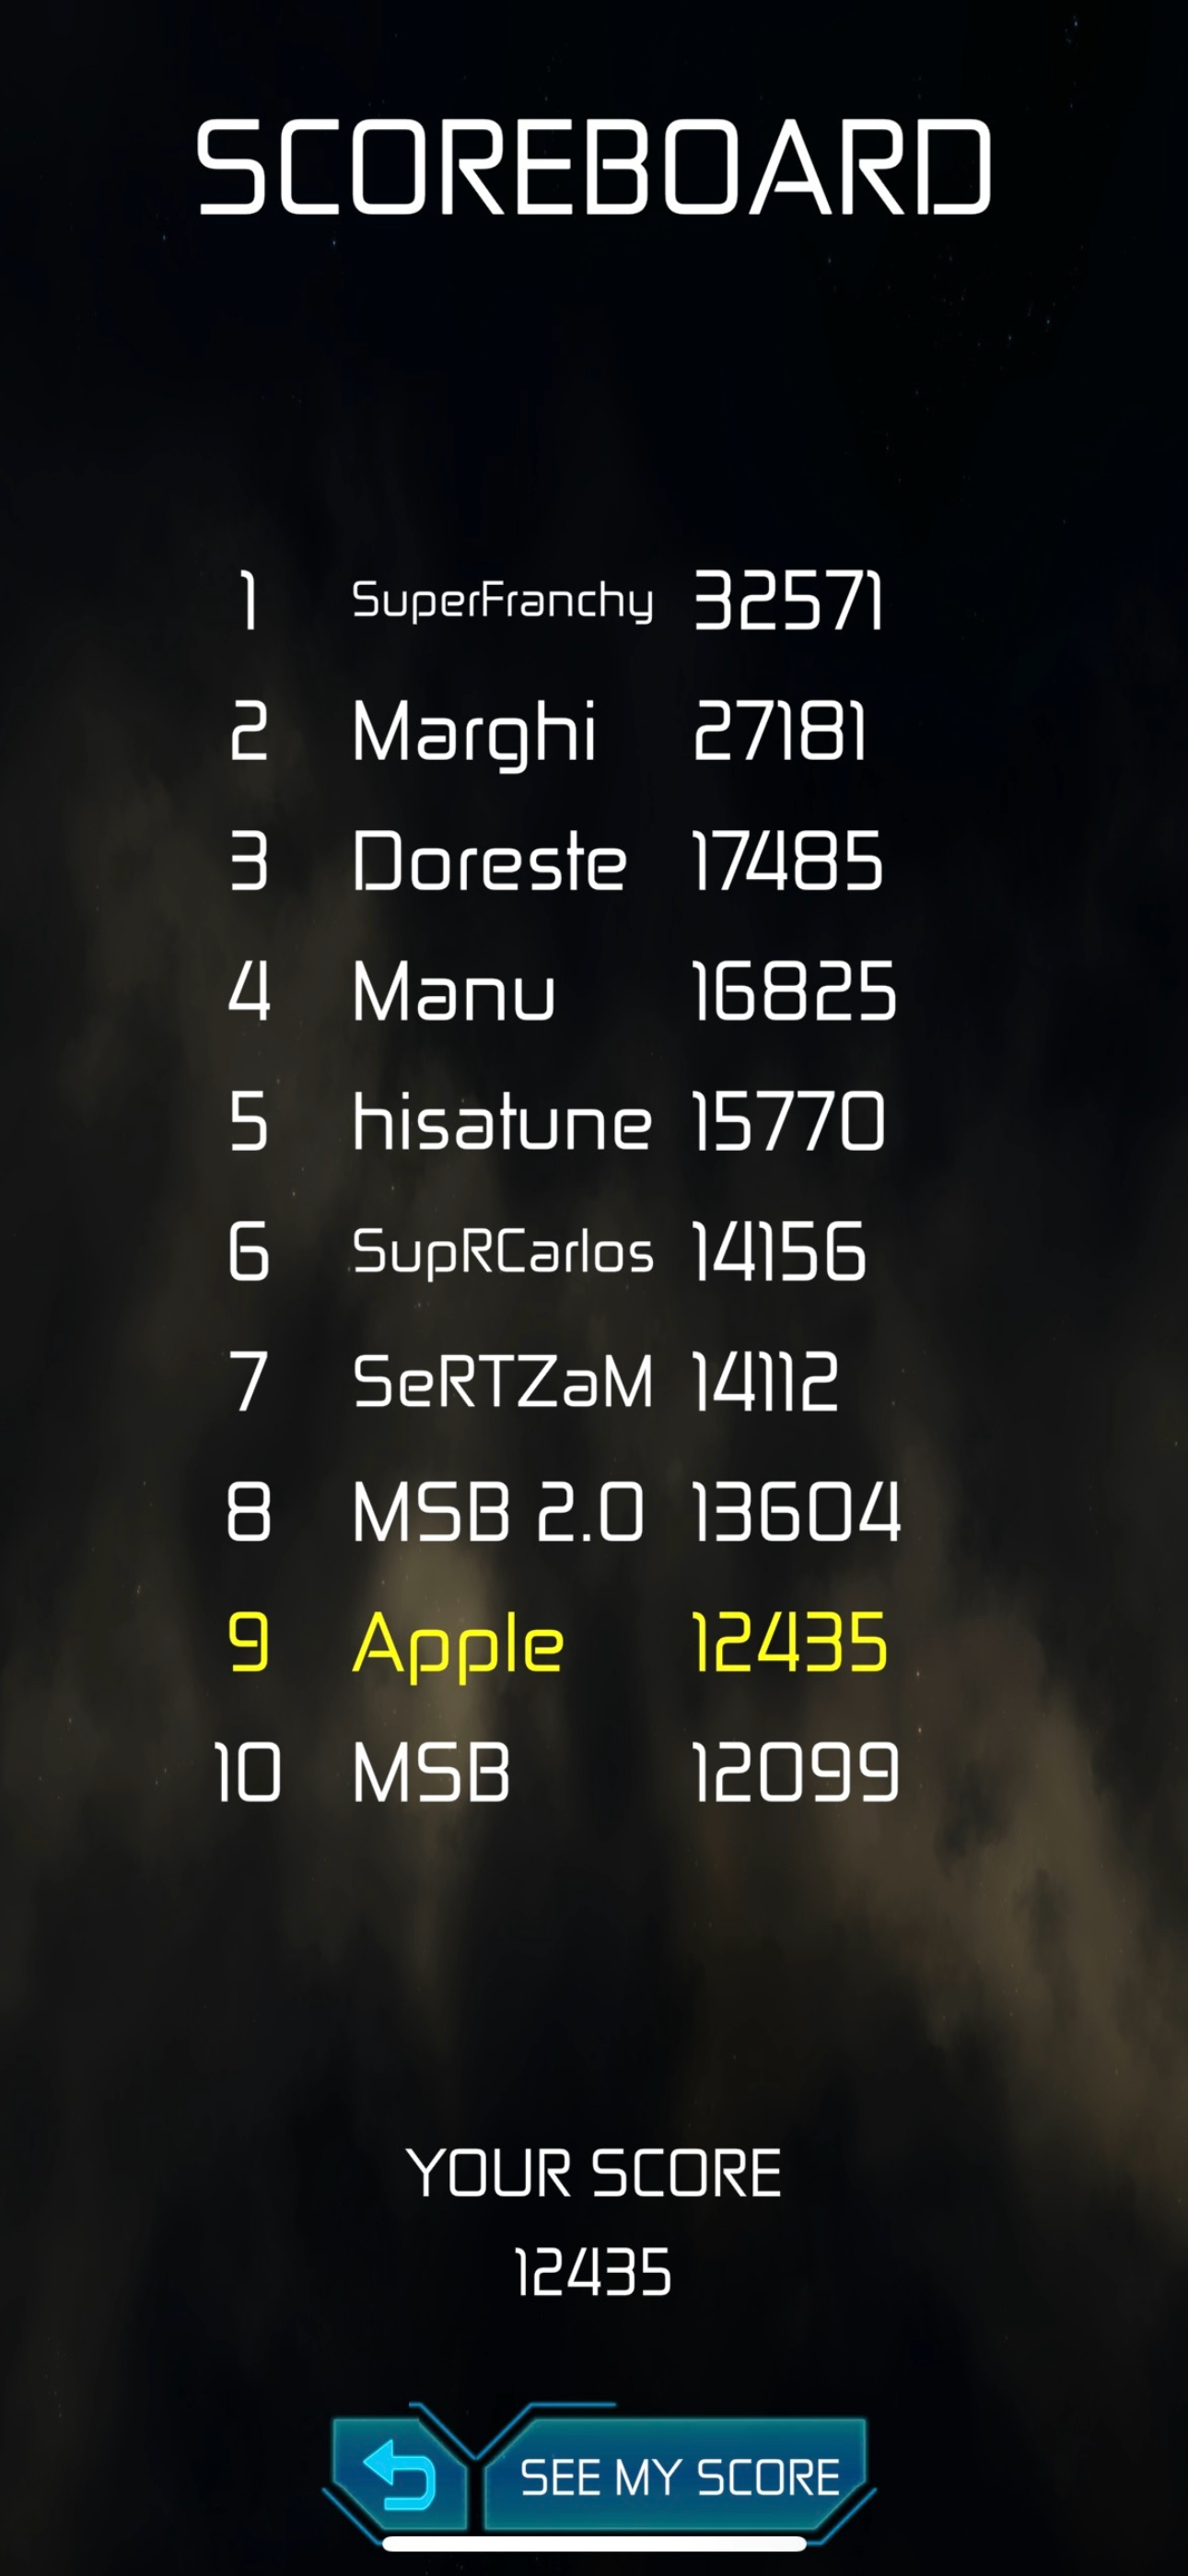 SCOREBOARD
1 SuperFranchy 32571
2 Marghi 27181
3 Doreste 17485
4 Manu 16825
5 hisatune 15770
6 SupRCarlos 14156
7 SeRTZaM 14112
8 MSB 2.0 13604
9 Apple 12435
10 MSB 12099
YOUR SCORE
12435
SEE MY SCORE